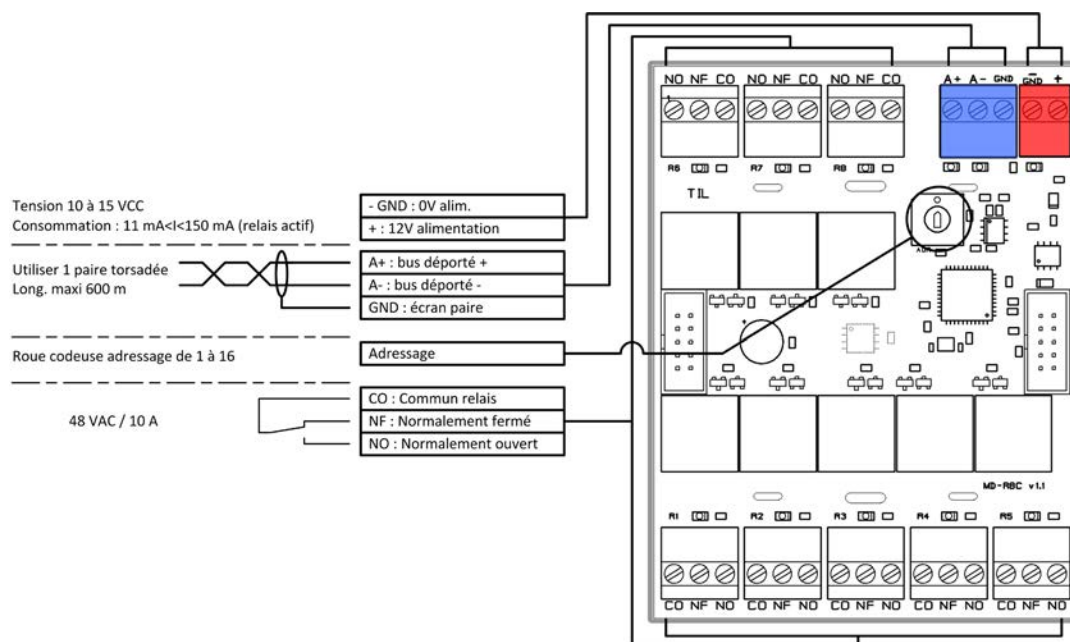 NO NF CO NO NF CO NO NF CO A+ A- GND GND +
-
R6 R7 R8
TIL
Tension 10 à 15 VCC
Consommation : 11 mA<I<150 mA (relais actif)
- GND : 0V alim.
+ : 12V alimentation
Utiliser 1 paire torsadée
Long. maxi 600 m
A+ : bus déporté +
A- : bus déporté -
GND : écran paire
Roue codeuse adressage de 1 à 16
Adressage
48 VAC / 10 A
CO : Commun relais
NF : Normalement fermé
NO : Normalement ouvert
MD-R8C v1.1
R1 R2 R3 R4 R5
CO NF NO CO NF NO CO NF NO CO NF NO CO NF NO